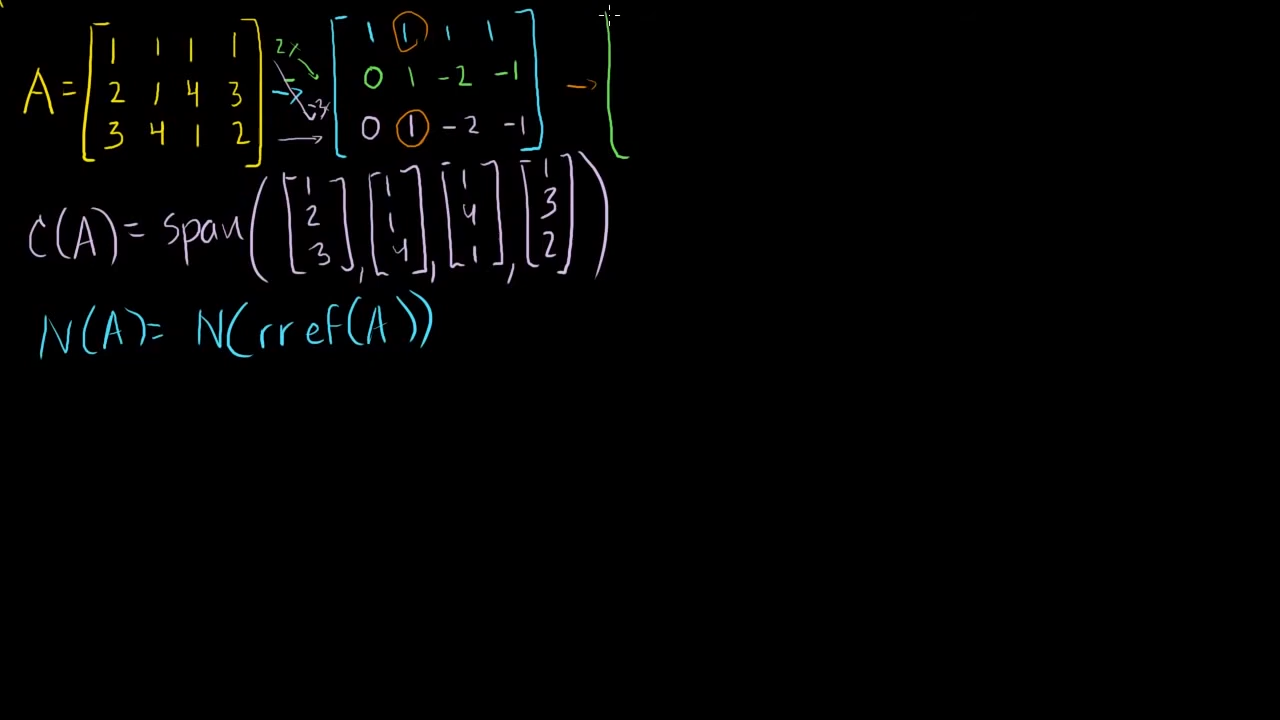 A = [1 1 1 1; 2 1 4 3; 3 4 1 2] 2x -3x → [1 1 1 1; 0 1 -2 -1; 0 1 -2 -1] → [
C(A) = span([1 2 3], [1 1 4], [1 4 1], [1 3 2])
N(A) = N(rref(A))